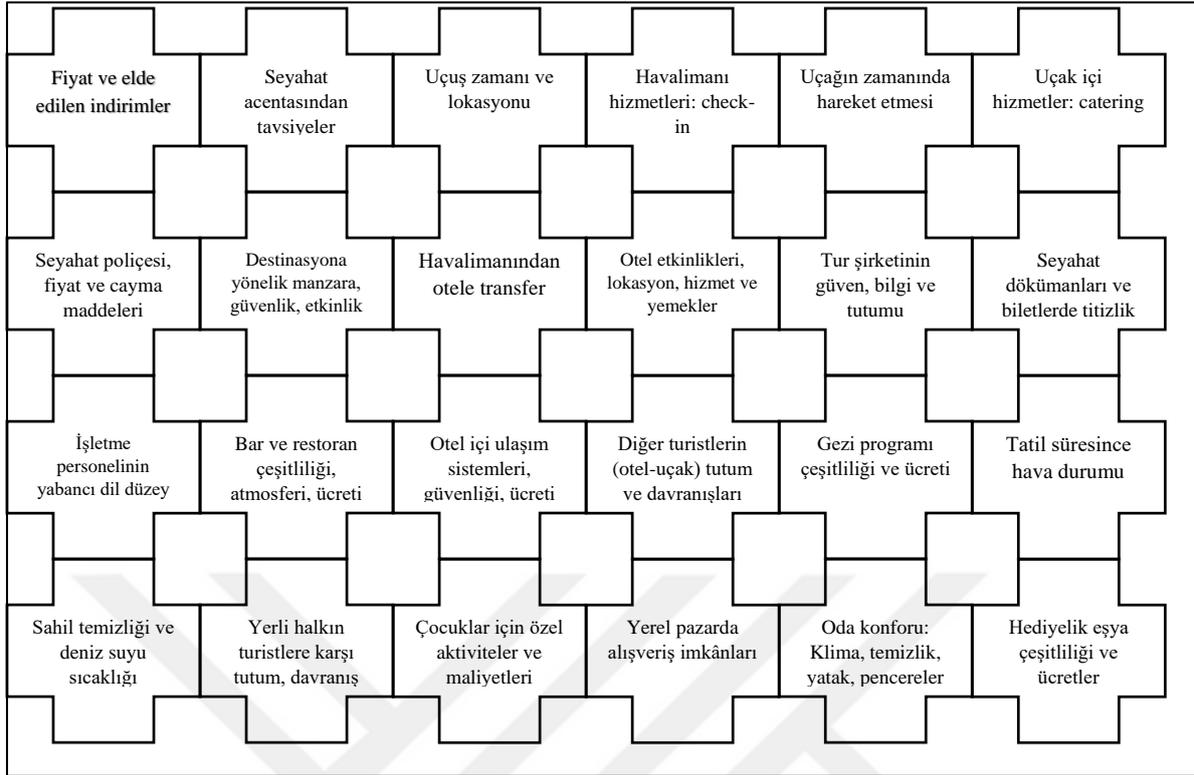 Fiyat ve elde
edilen indirimler
Seyahat
acentasından
tavsiyeler
Uçuş zamanı ve
lokasyonu
Havalimanı
hizmetleri: check-
in
Uçağın zamanında
hareket etmesi
Uçak içi
hizmetler: catering
Seyahat poliçesi,
fiyat ve cayma
maddeleri
Destinasyona
yönelik manzara,
güvenlik, etkinlik
Havalimanından
otele transfer
Otel etkinlikleri,
lokasyon, hizmet ve
yemekler
Tur şirketinin
güven, bilgi ve
tutumu
Seyahat
dökümanları ve
biletlerde titizlik
İşletme
personelinin
yabancı dil düzey
Bar ve restoran
çeşitliliği,
atmosferi, ücreti
Otel içi ulaşım
sistemleri,
güvenliği, ücreti
Diğer turistlerin
(otel-uçak) tutum
ve davranışları
Gezi programı
çeşitliliği ve ücreti
Tatil süresince
hava durumu
Sahil temizliği ve
deniz suyu
sıcaklığı
Yerli halkın
turistlere karşı
tutum, davranış
Çocuklar için özel
aktiviteler ve
maliyetleri
Yerel pazarda
alışveriş imkânları
Oda konforu:
Klima, temizlik,
yatak, pencereler
Hediyelik eşya
çeşitliliği ve
ücretler